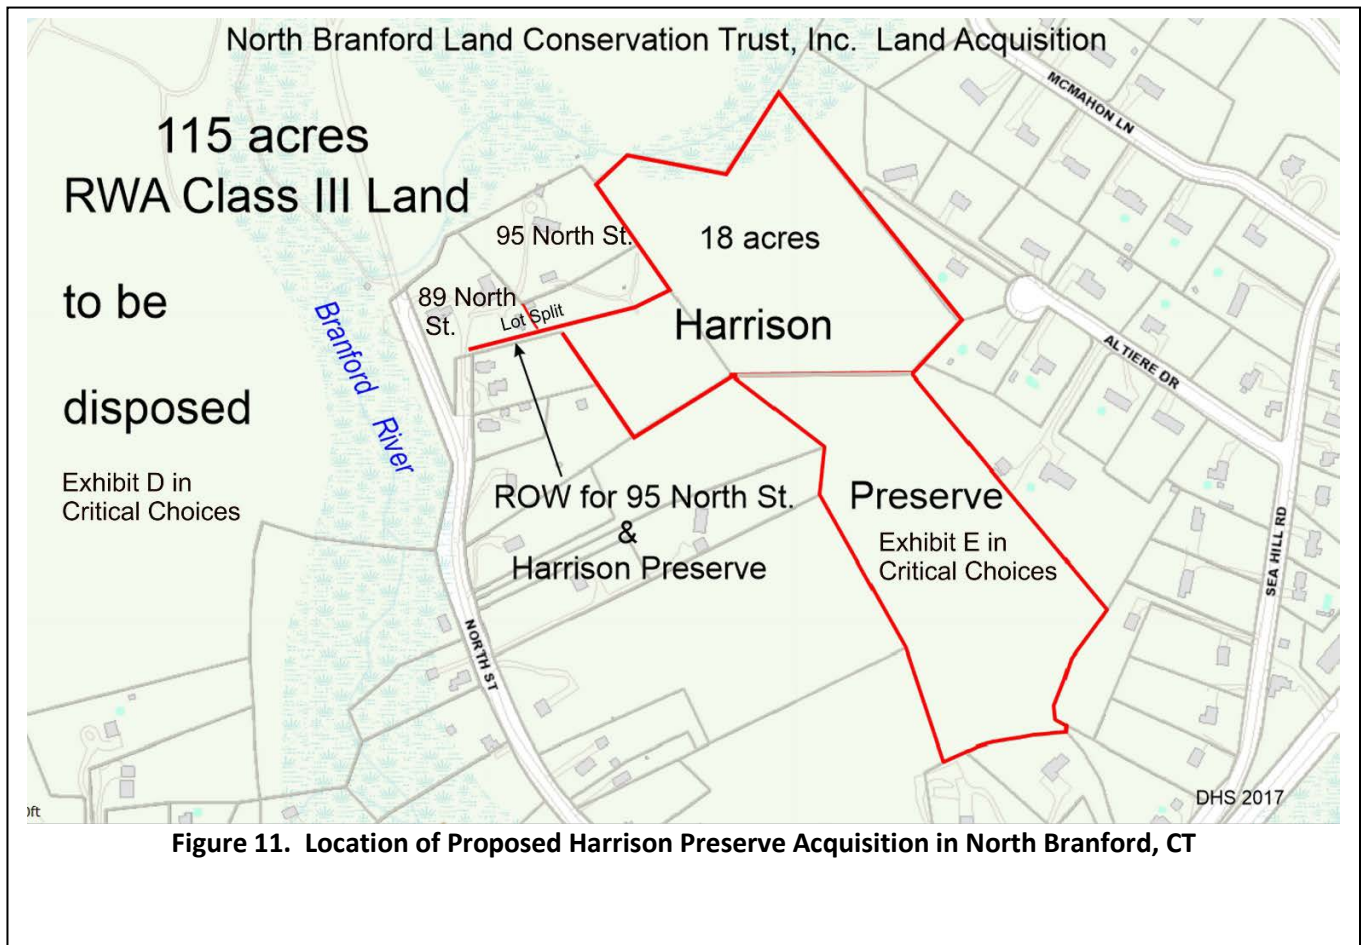 North Branford Land Conservation Trust, Inc. Land Acquisition
115 acres
RWA Class III Land
to be
disposed
Exhibit D in
Critical Choices
Branford River
95 North St.
89 North
St.
Lot Split
18 acres
Harrison
Preserve
Exhibit E in
Critical Choices
ROW for 95 North St.
&
Harrison Preserve
MCMAHON LN
ALTIERE DR
SEA HILL RD
NORTH ST
DHS 2017
0ft
Figure 11. Location of Proposed Harrison Preserve Acquisition in North Branford, CT